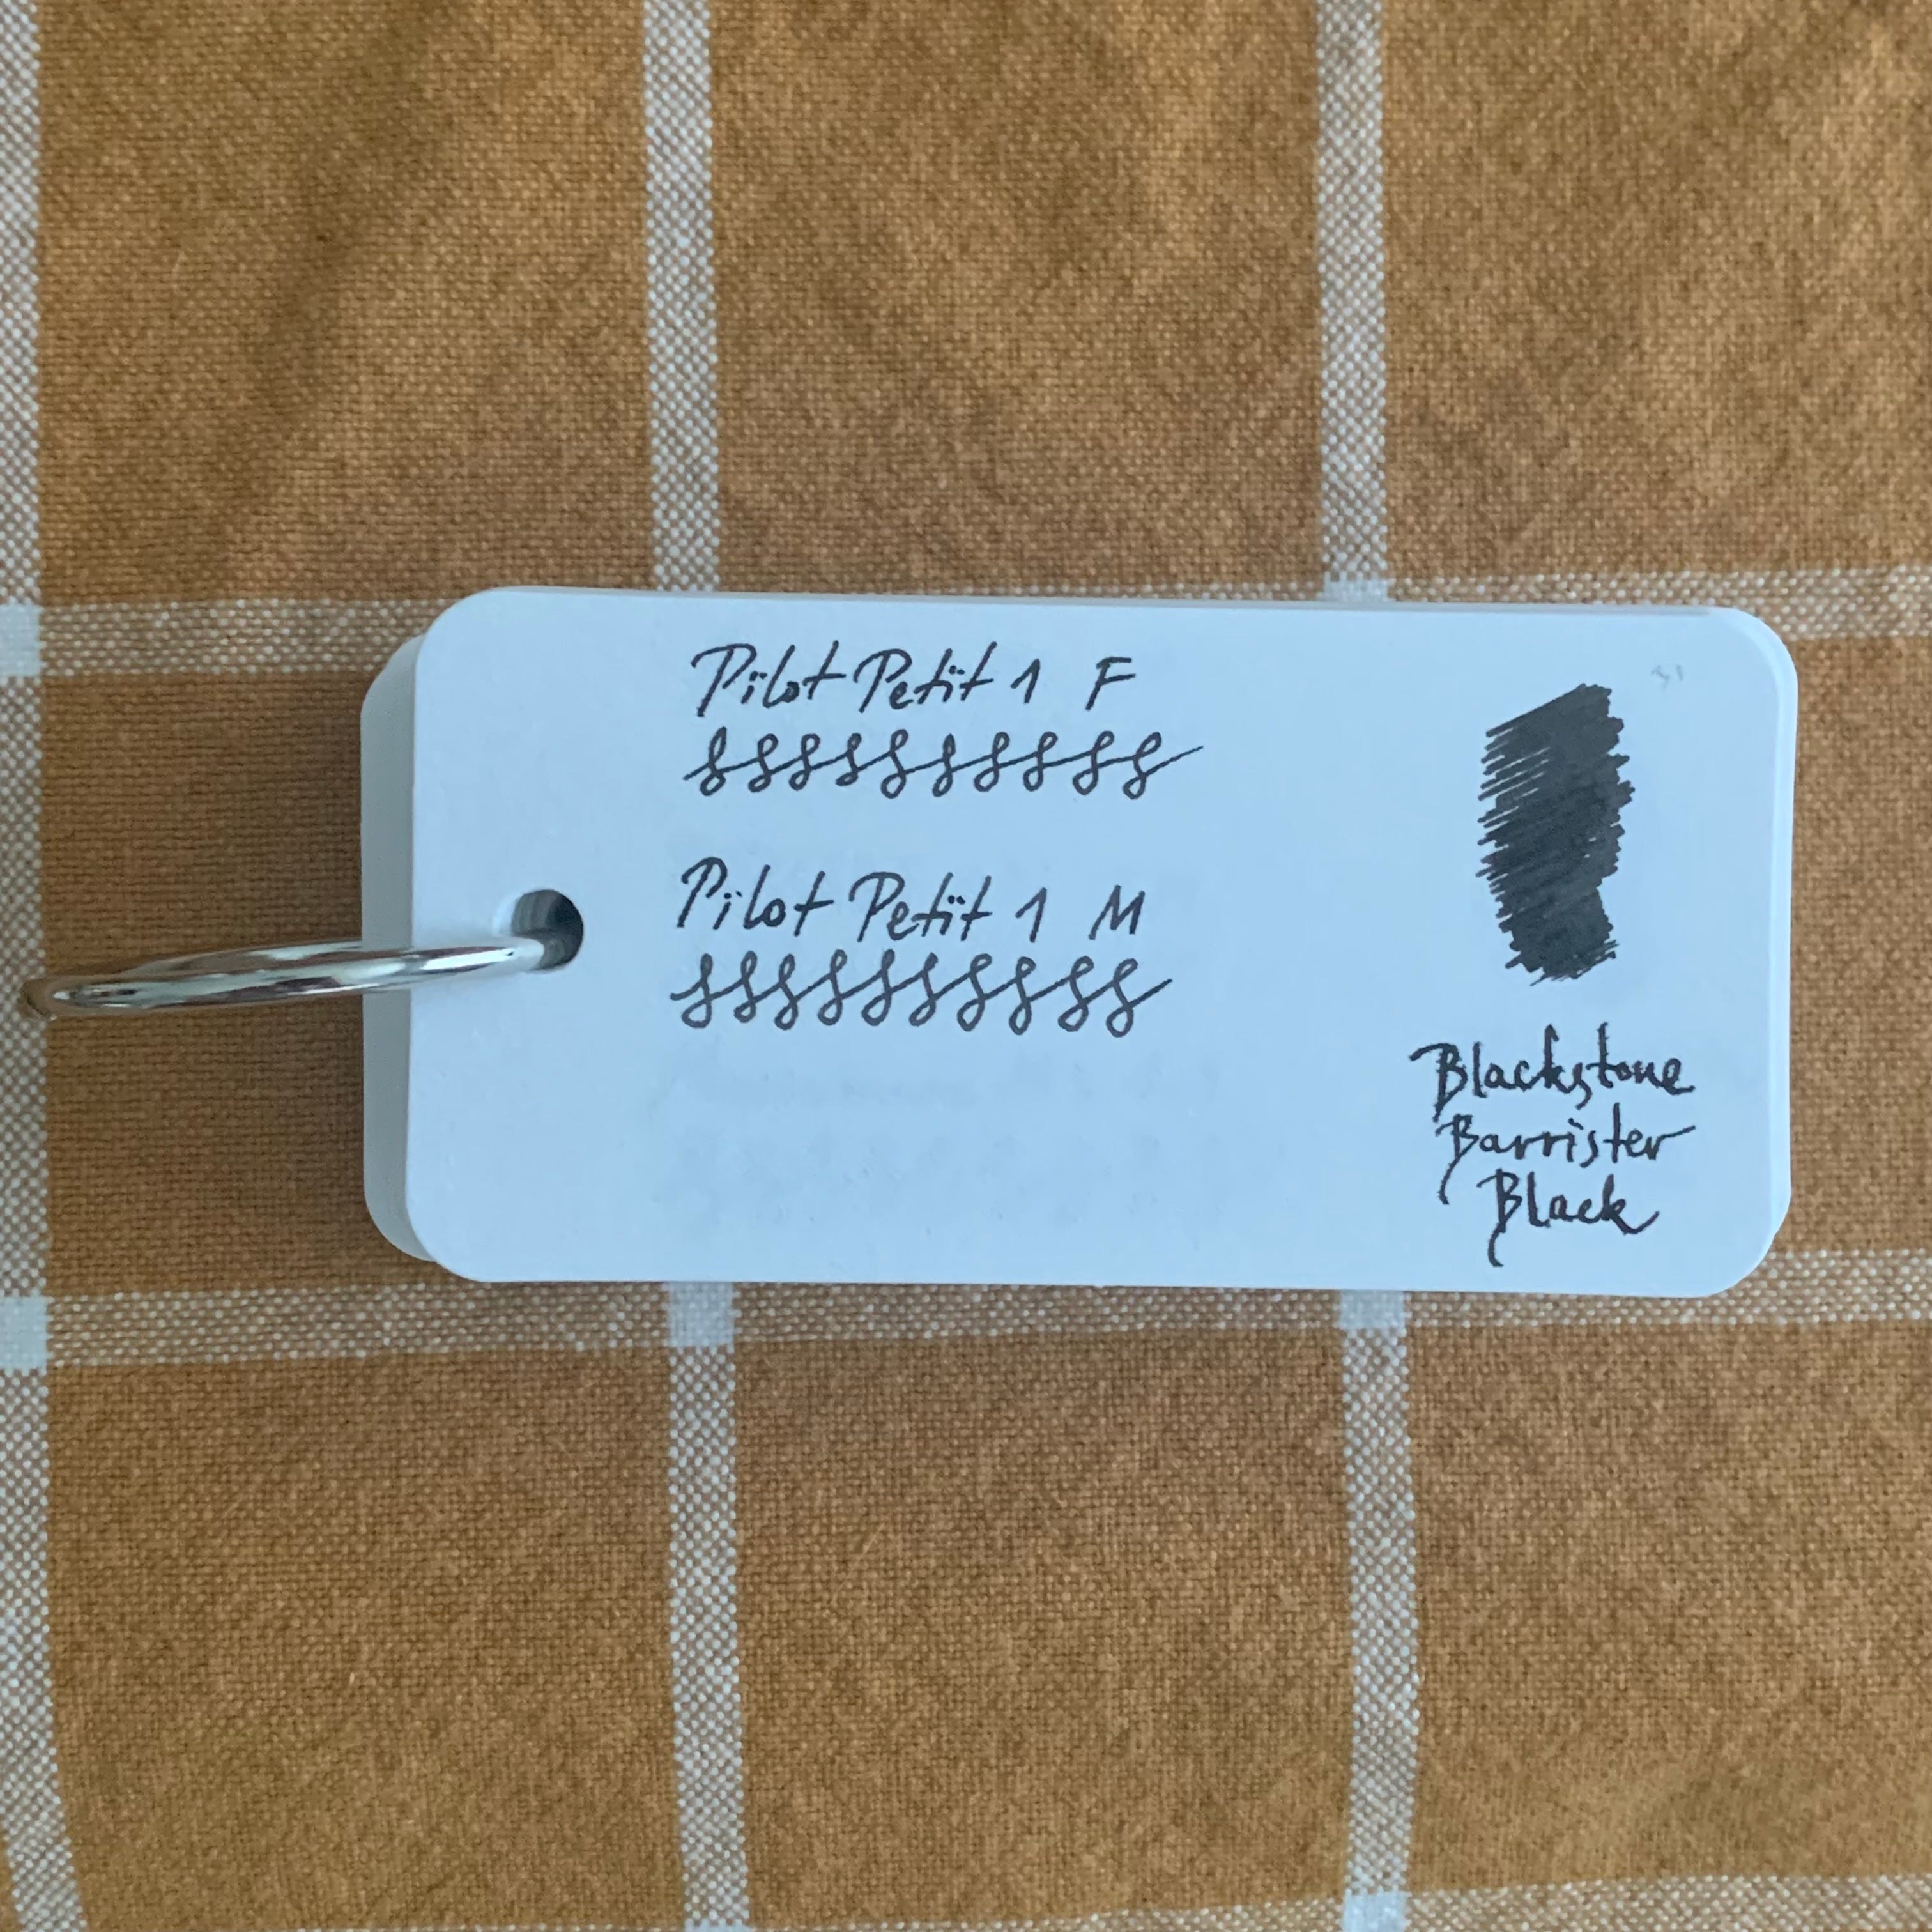 Pilot Petit 1 F
Pilot Petit 1 M
Blackstone
Barrister
Black